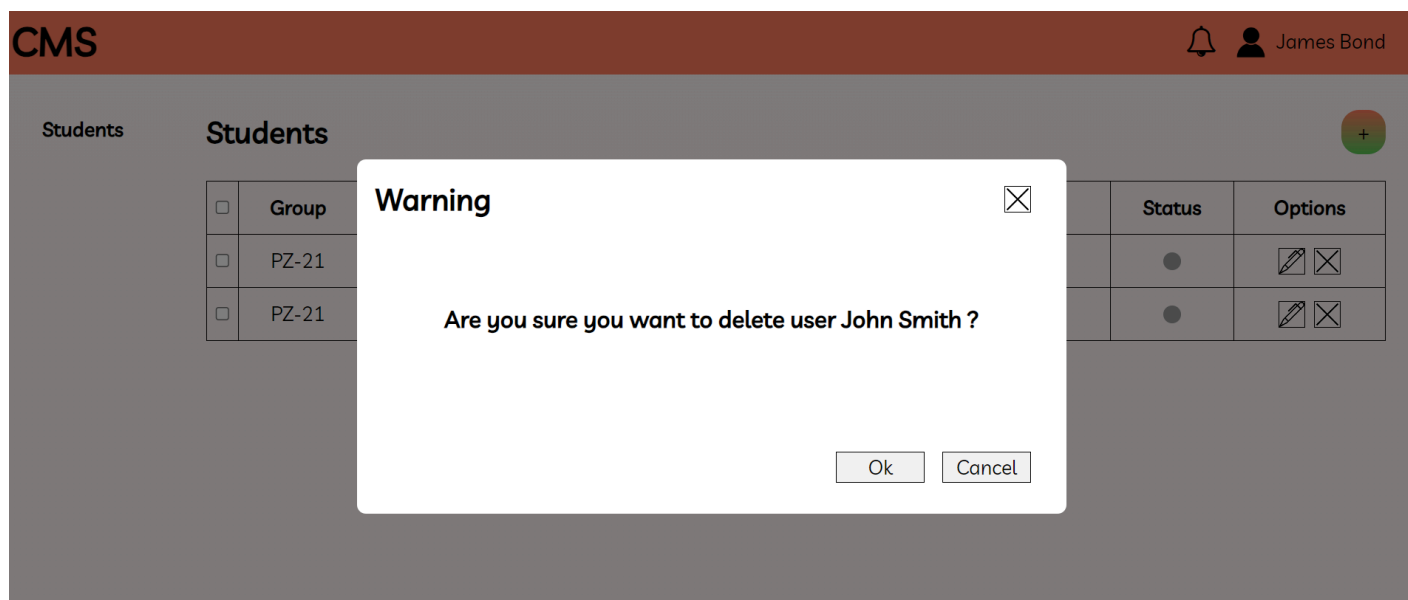 CMS
James Bond
Students
Students
+
Group
Status
Options
PZ-21
PZ-21
Warning
Are you sure you want to delete user John Smith ?
Ok
Cancel